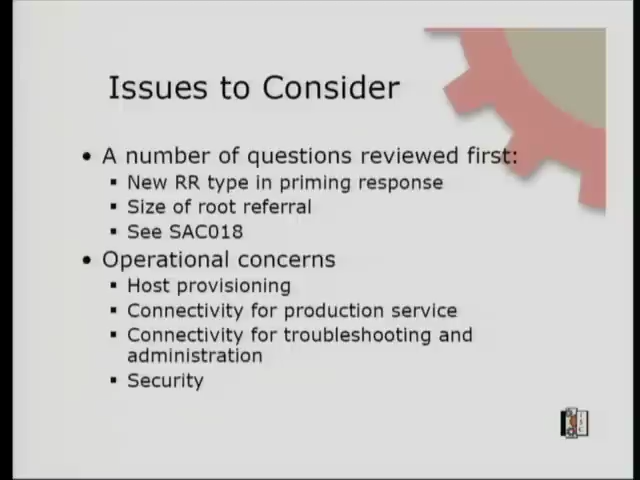 Issues to Consider
• A number of questions reviewed first:
▪ New RR type in priming response
▪ Size of root referral
▪ See SAC018
• Operational concerns
▪ Host provisioning
▪ Connectivity for production service
▪ Connectivity for troubleshooting and
administration
▪ Security